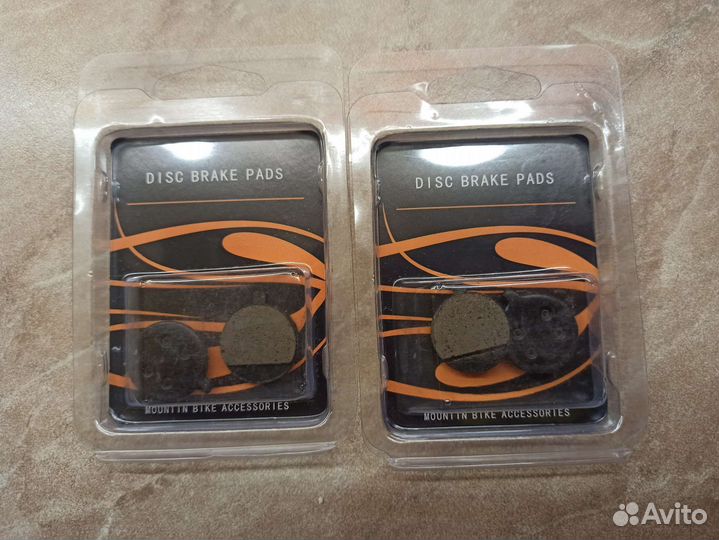 DISC BRAKE PADS
MOUNTIN BIKE ACCESSORIES
DISC BRAKE PADS
MOUNTIN BIKE ACCESSORIES
Avito